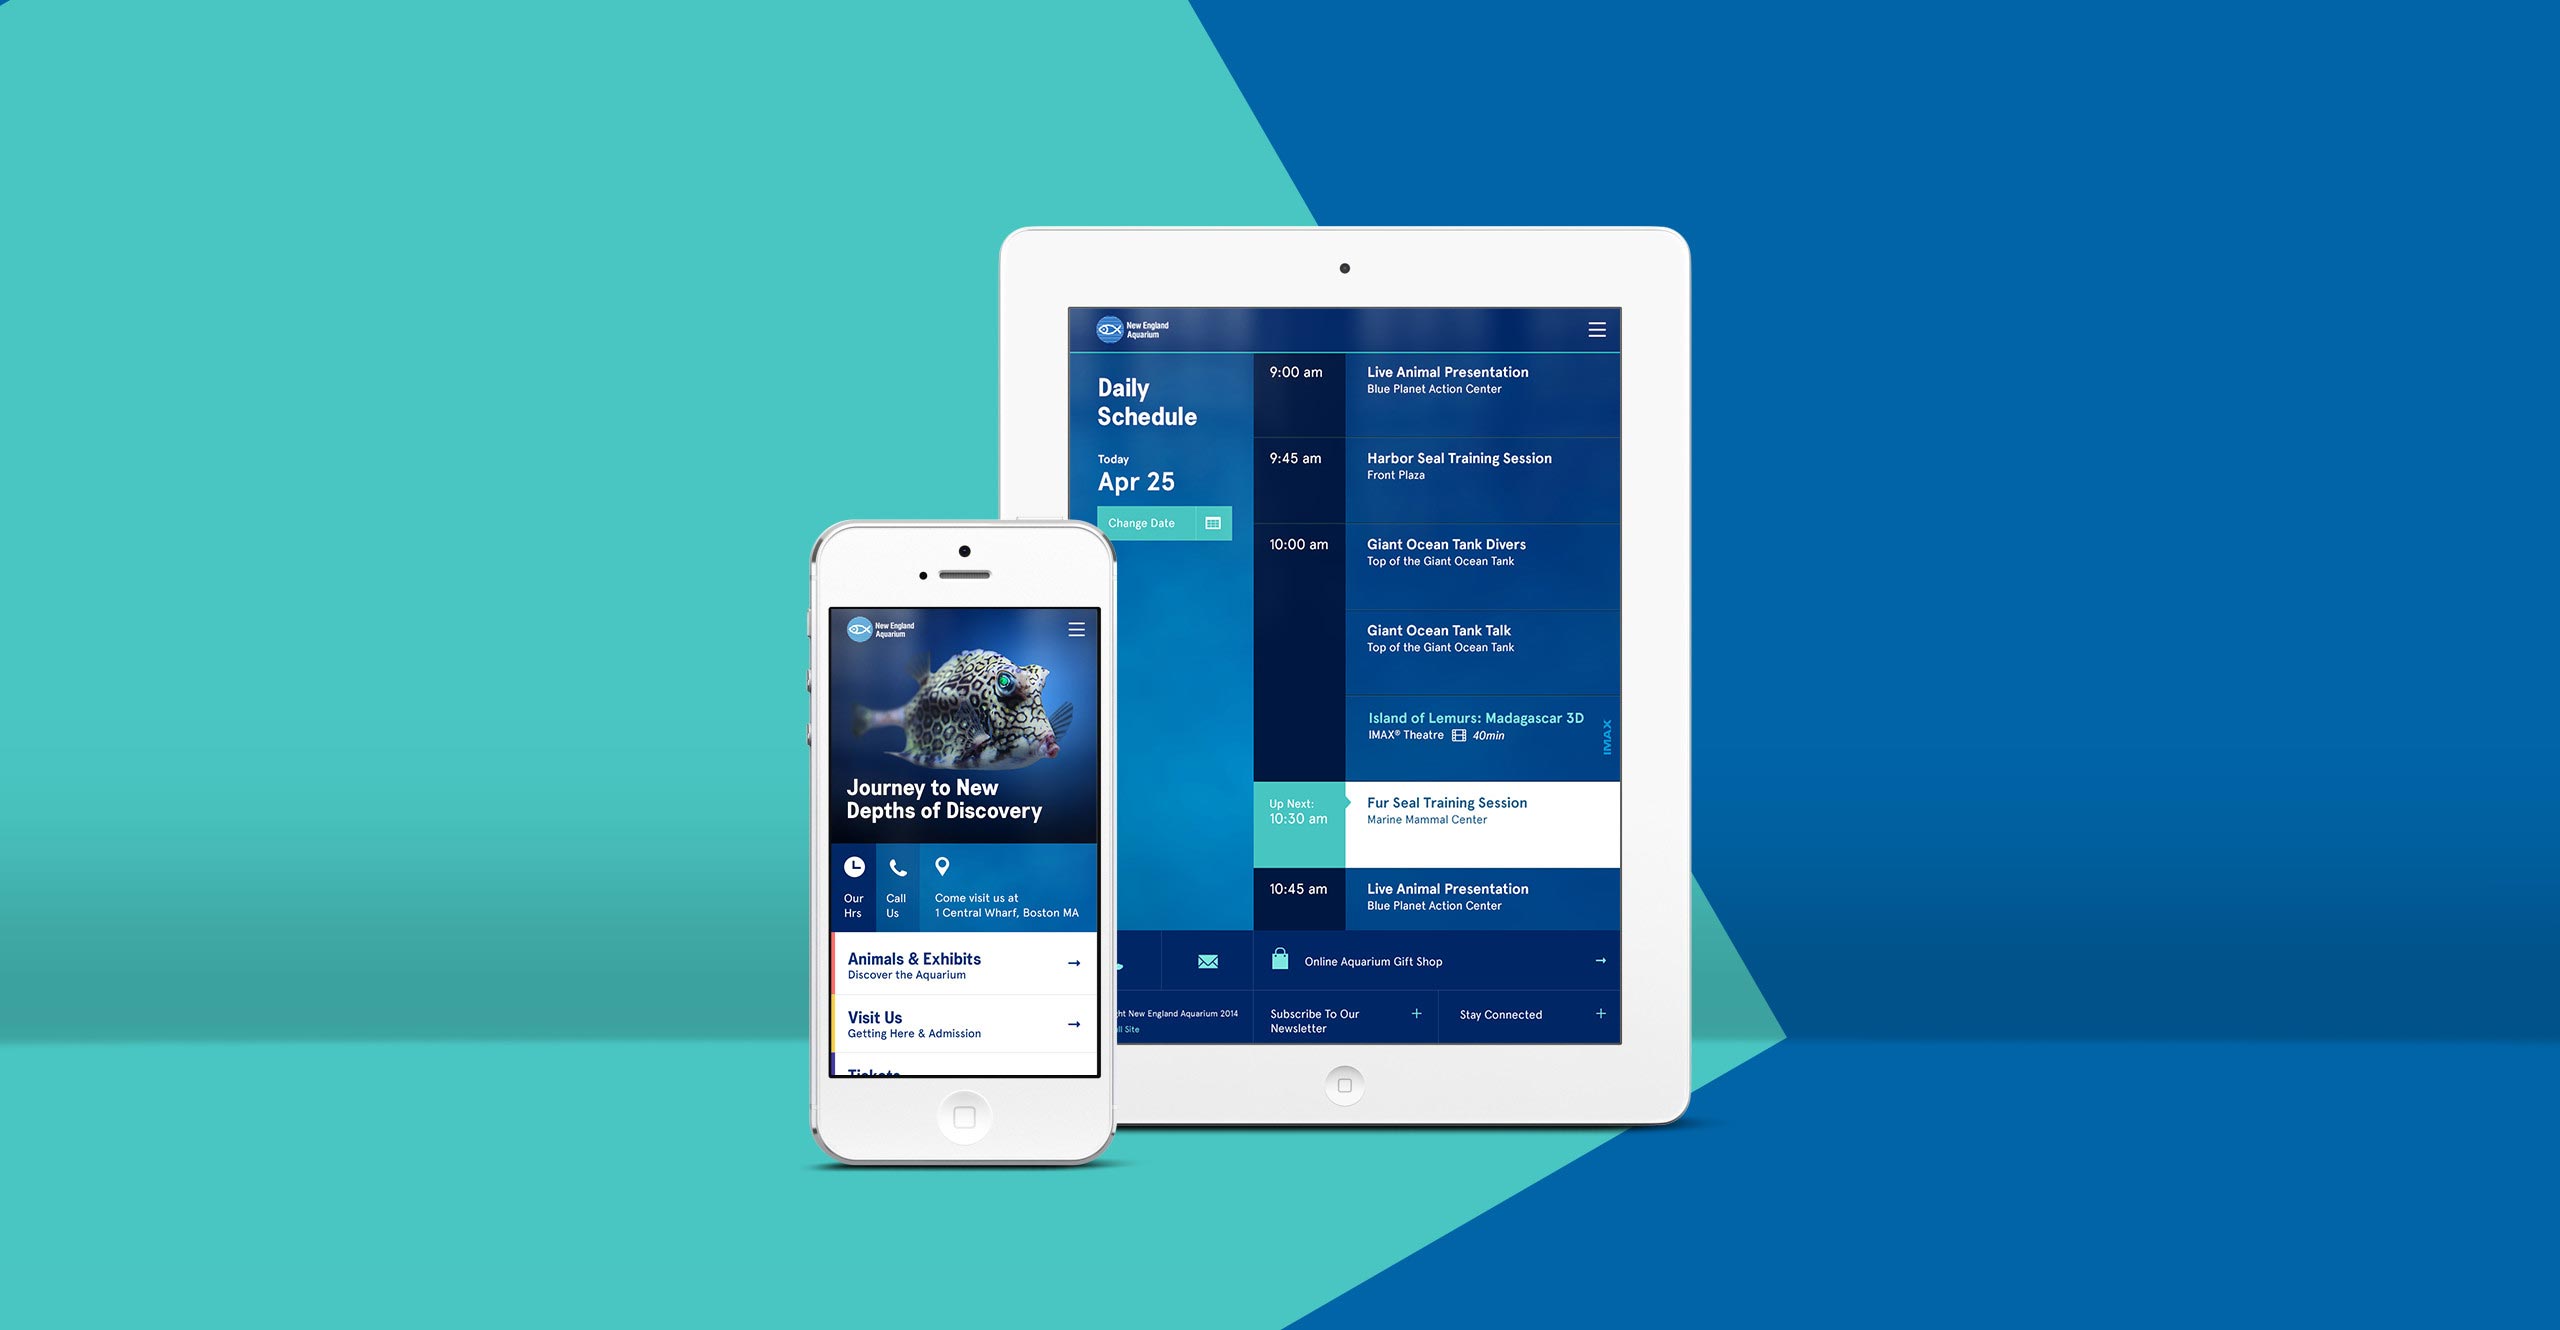 New England
Aquarium
Daily
Schedule
Today
Apr 25
Change Date
9:00 am
Live Animal Presentation
Blue Planet Action Center
9:45 am
Harbor Seal Training Session
Front Plaza
10:00 am
Giant Ocean Tank Divers
Top of the Giant Ocean Tank
Giant Ocean Tank Talk
Top of the Giant Ocean Tank
Island of Lemurs: Madagascar 3D
IMAX® Theatre 40min
IMAX
Up Next:
10:30 am
Fur Seal Training Session
Marine Mammal Center
10:45 am
Live Animal Presentation
Blue Planet Action Center
Online Aquarium Gift Shop
New England Aquarium 2014
Site
Subscribe To Our
Newsletter
Stay Connected
New England
Aquarium
Journey to New
Depths of Discovery
Our
Hrs
Call
Us
Come visit us at
1 Central Wharf, Boston MA
Animals & Exhibits
Discover the Aquarium
Visit Us
Getting Here & Admission
Tickets